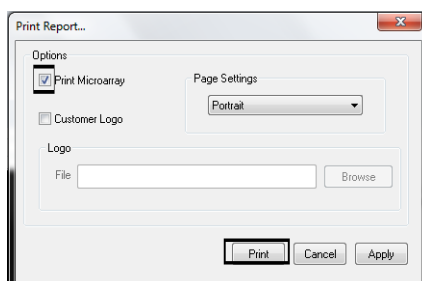 Print Report...
Options
Print Microarray
Page Settings
Portrait
Customer Logo
Logo
File
Browse
Print
Cancel
Apply